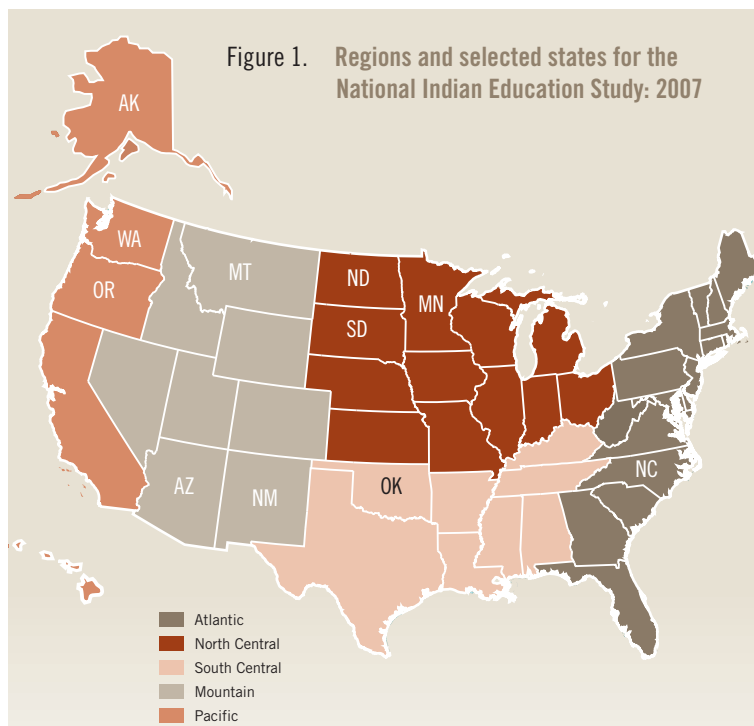 Figure 1. Regions and selected states for the
National Indian Education Study: 2007
AK
WA
OR
MT
ND
SD
MN
AZ
NM
OK
NC
Atlantic
North Central
South Central
Mountain
Pacific